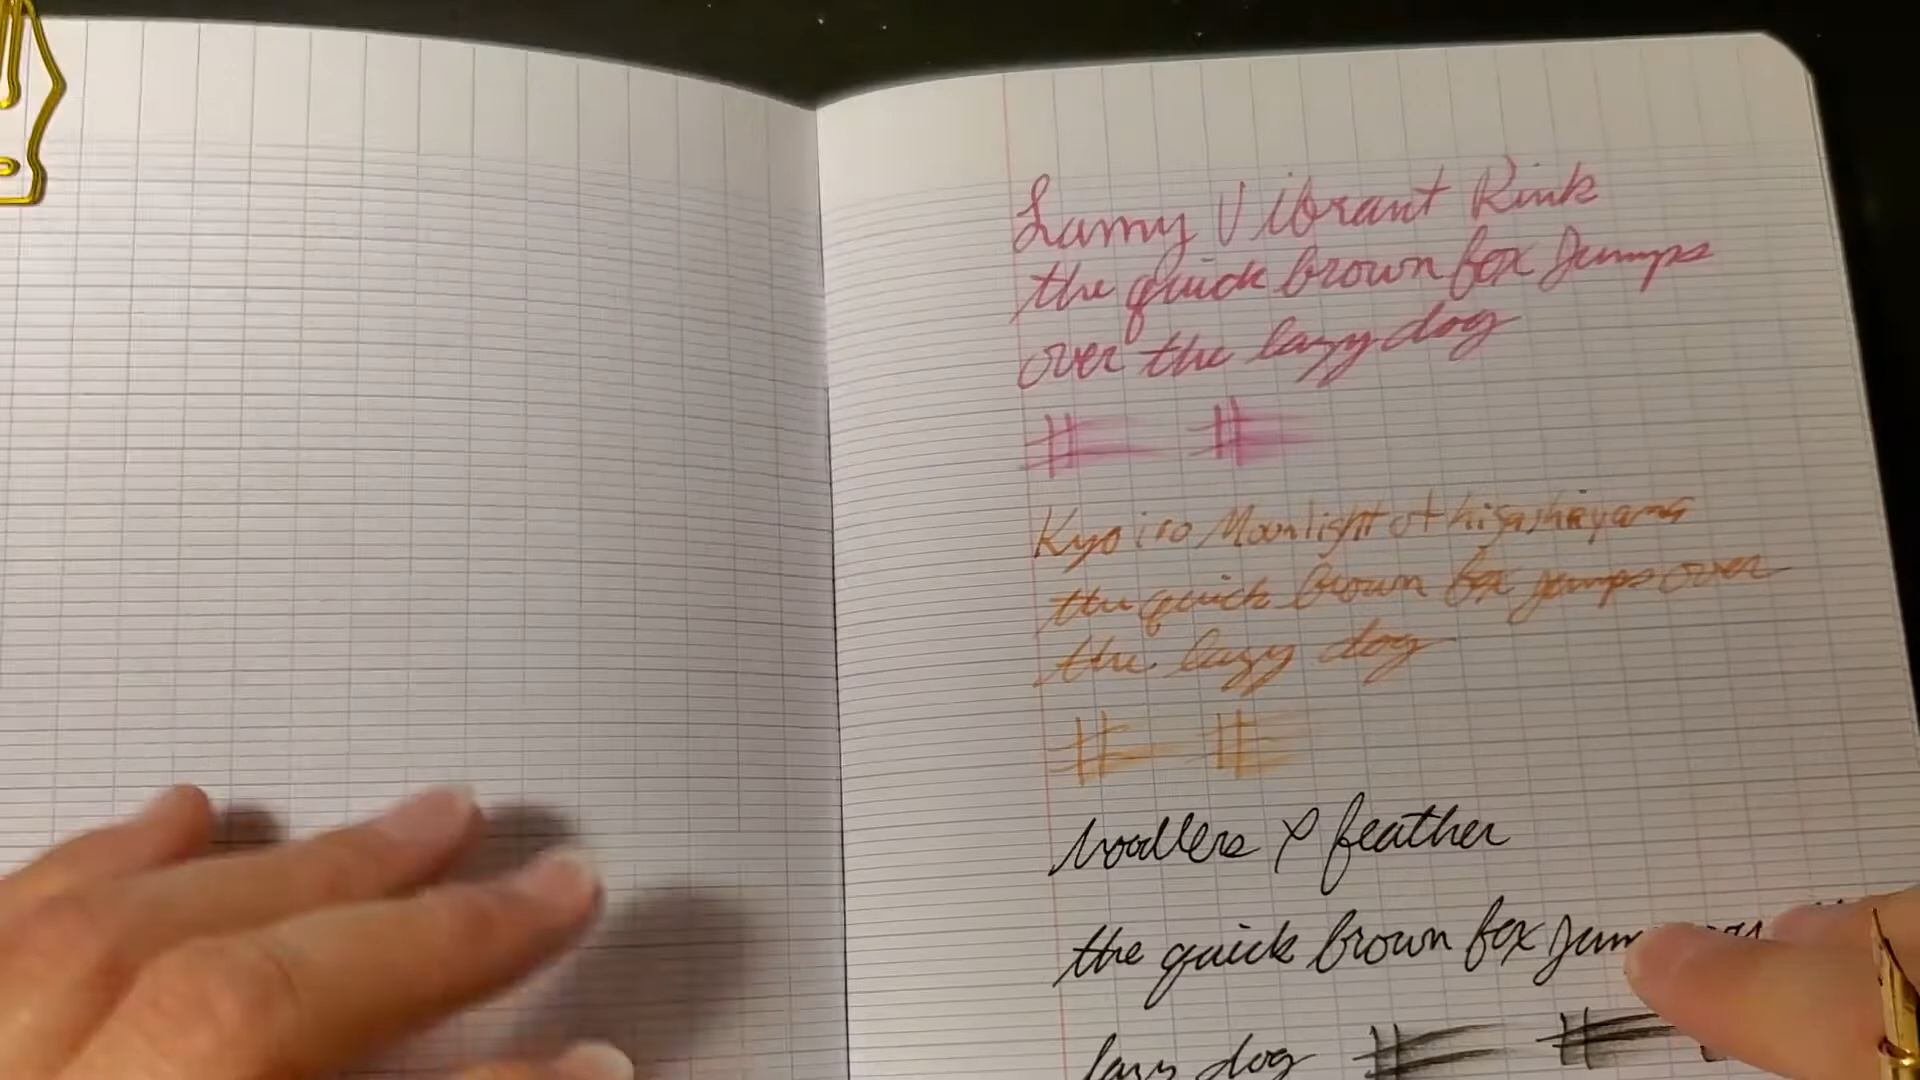 Lamy Vibrant Pink
the quick brown fox Jumps
over the lazy dog
Kyo iro Moonlight of higashiyama
the quick brown fox jumps over
the lazy dog
Noodlers X feather
the quick brown fox
lazy dog